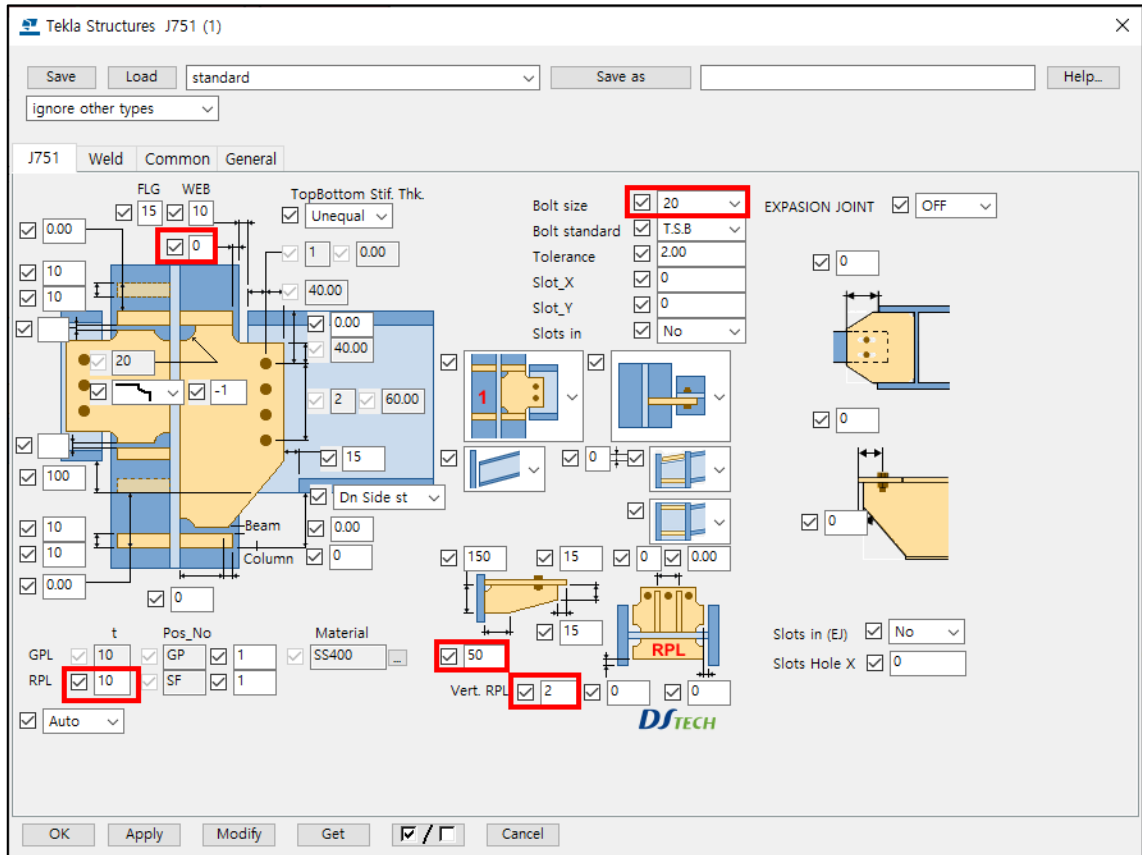 Tekla Structures J751 (1)
Save Load standard Save as Help...
ignore other types
J751 Weld Common General
FLG WEB TopBottom Stif. Thk.
15 10 Unequal
0.00
0
1 0.00
10
10
40.00
0.00
40.00
20
-1
2 60.00
15
100
Dn Side st
10
Beam
0.00
10
Column
0
0.00
0
t Pos_No Material
GPL 10 GP 1 SS400 _
RPL 10 SF 1
Auto
Bolt size 20
Bolt standard T.S.B
Tolerance 2.00
Slot_X 0
Slot_Y 0
Slots in No
1
0
150 15 0 0.00
15
RPL
50
Vert. RPL 2 0 0
DSTECH
EXPASION JOINT OFF
0
0
0
Slots in (EJ) No
Slots Hole X 0
OK Apply Modify Get / Cancel